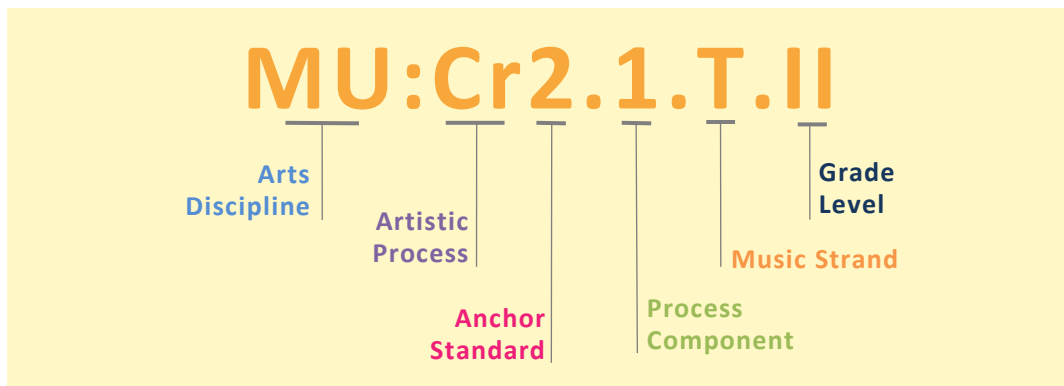 MU:Cr2.1.T.II
Arts
Discipline
Artistic
Process
Anchor
Standard
Process
Component
Music Strand
Grade
Level